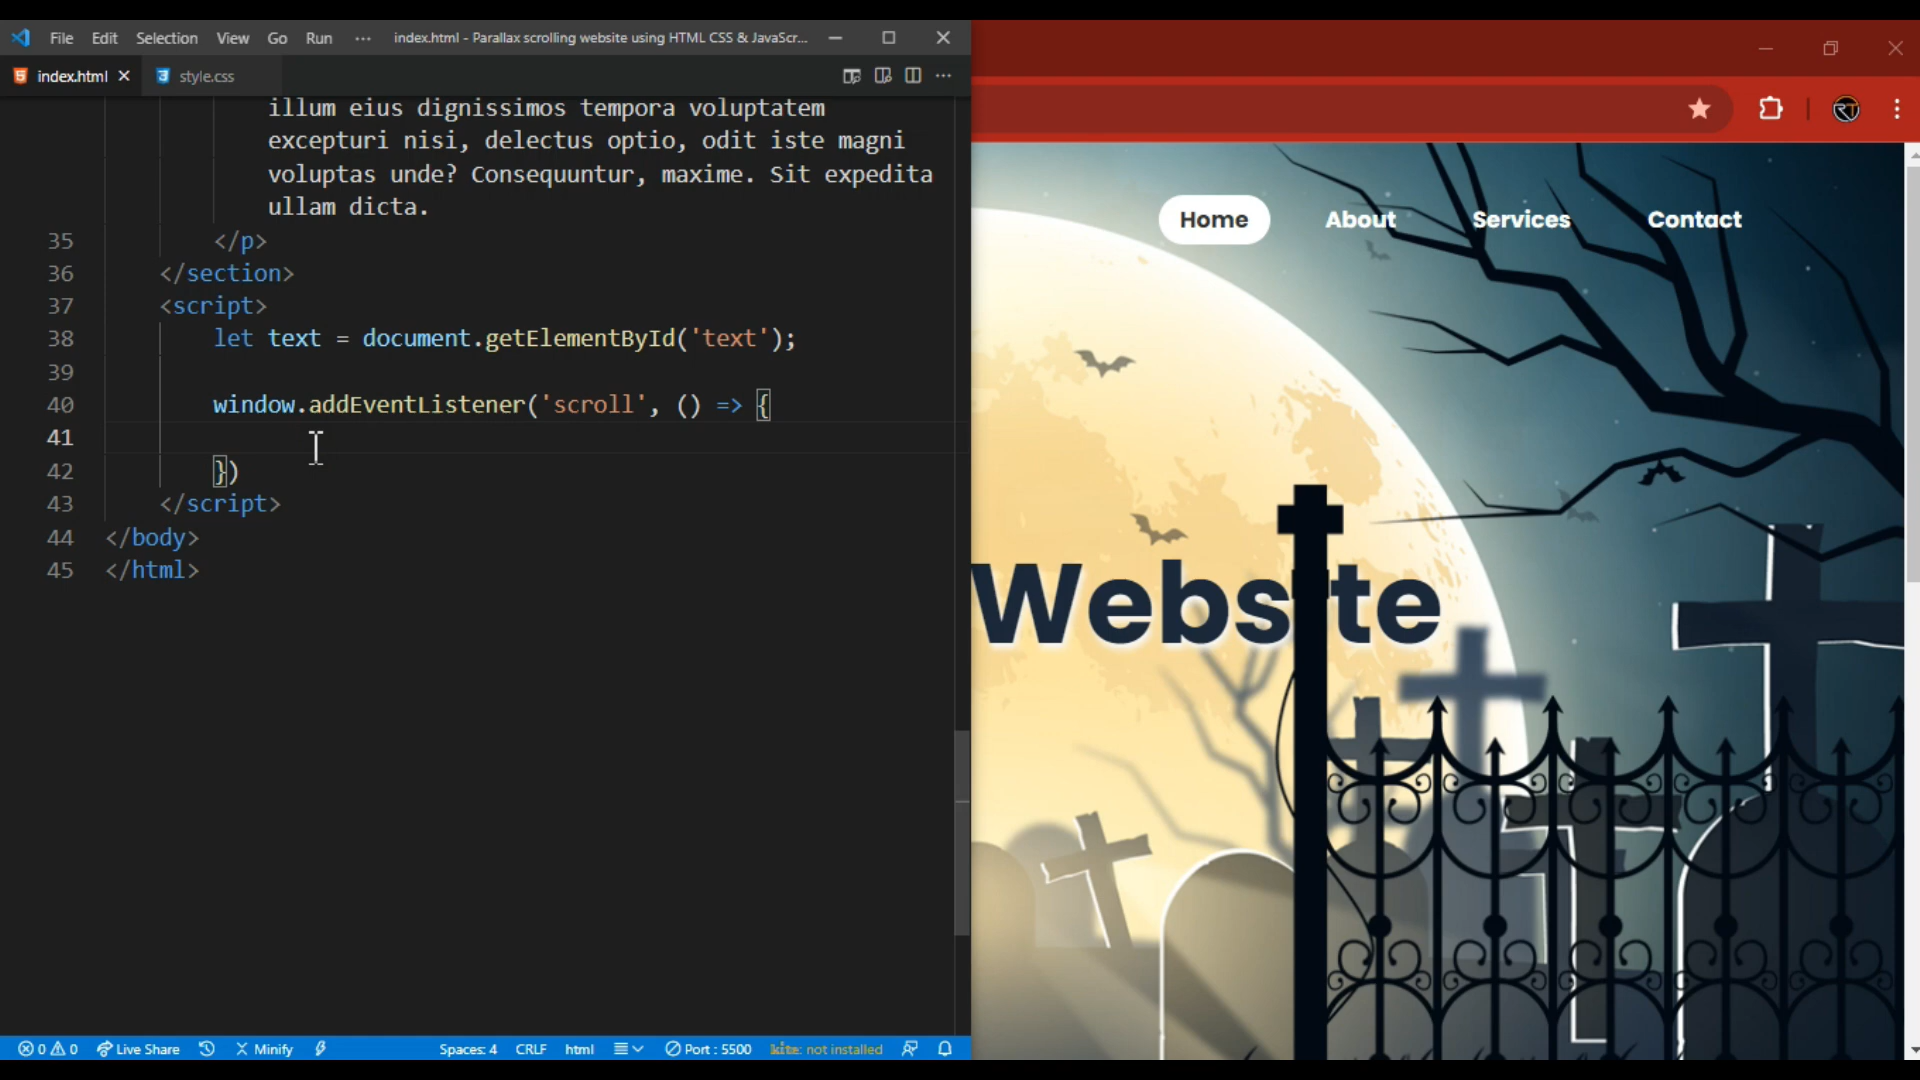 File Edit Selection View Go Run ··· index.html - Parallax scrolling website using HTML CSS & JavaScr...
index.html style.css
illum eius dignissimos tempora voluptatem
excepturi nisi, delectus optio, odit iste magni
voluptas unde? Consequuntur, maxime. Sit expedita
ullam dicta.
35 </p>
36 </section>
37 <script>
38 let text = document.getElementById('text');
39
40 window.addEventListener('scroll', () => {
41
42 })
43 </script>
44 </body>
45 </html>
0 0 Live Share Minify Spaces: 4 CRLF html Port : 5500 kite: not installed
RT
Home About Services Contact
Website